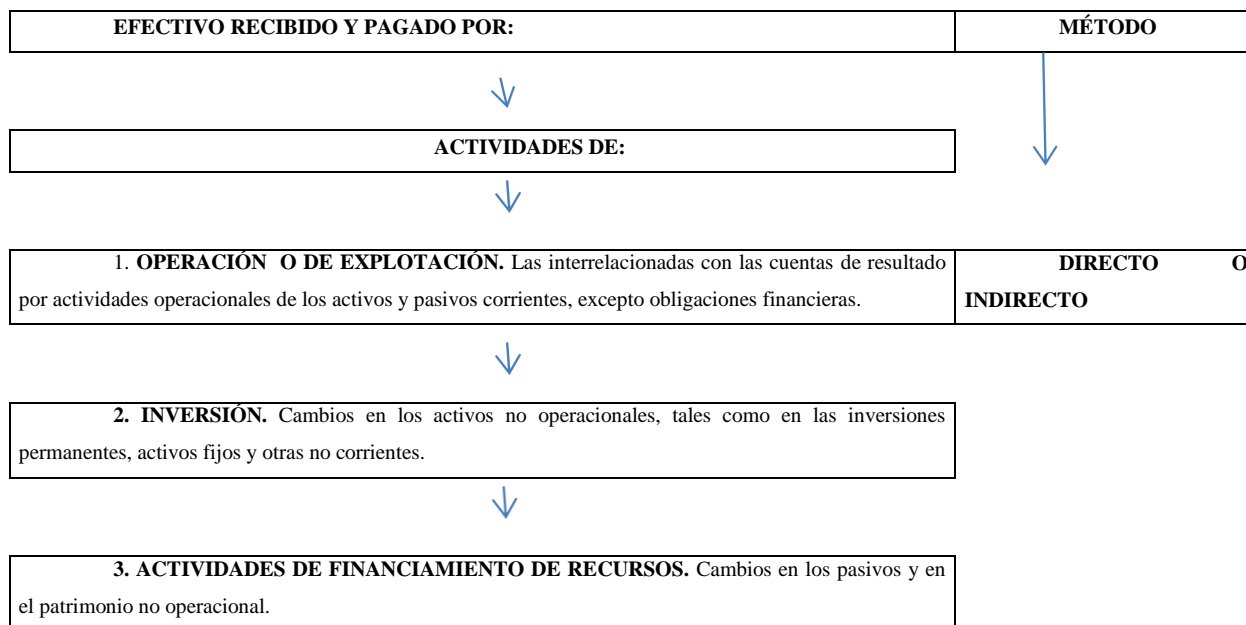 EFECTIVO RECIBIDO Y PAGADO POR:
MÉTODO
ACTIVIDADES DE:
1. OPERACIÓN O DE EXPLOTACIÓN. Las interrelacionadas con las cuentas de resultado
por actividades operacionales de los activos y pasivos corrientes, excepto obligaciones financieras.
DIRECTO O
INDIRECTO
2. INVERSIÓN. Cambios en los activos no operacionales, tales como en las inversiones
permanentes, activos fijos y otras no corrientes.
3. ACTIVIDADES DE FINANCIAMIENTO DE RECURSOS. Cambios en los pasivos y en
el patrimonio no operacional.